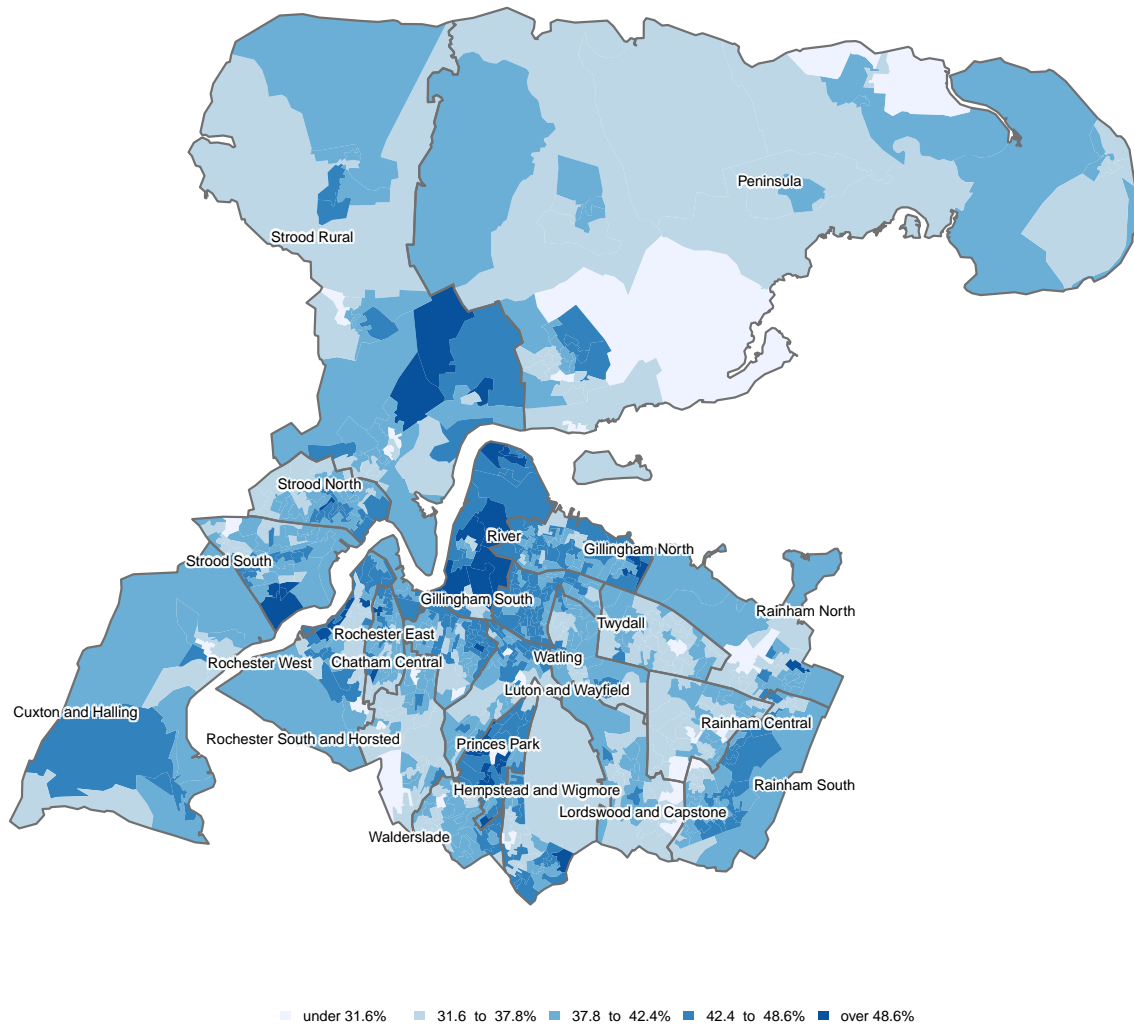 Peninsula
Strood Rural
Strood North
River
Gillingham North
Strood South
Gillingham South
Rainham North
Twydall
Rochester East
Watling
Rochester West
Chatham Central
Luton and Wayfield
Cuxton and Halling
Rainham Central
Rochester South and Horsted
Princes Park
Rainham South
Hempstead and Wigmore
Lordswood and Capstone
Walderslade
under 31.6% 31.6 to 37.8% 37.8 to 42.4% 42.4 to 48.6% over 48.6%